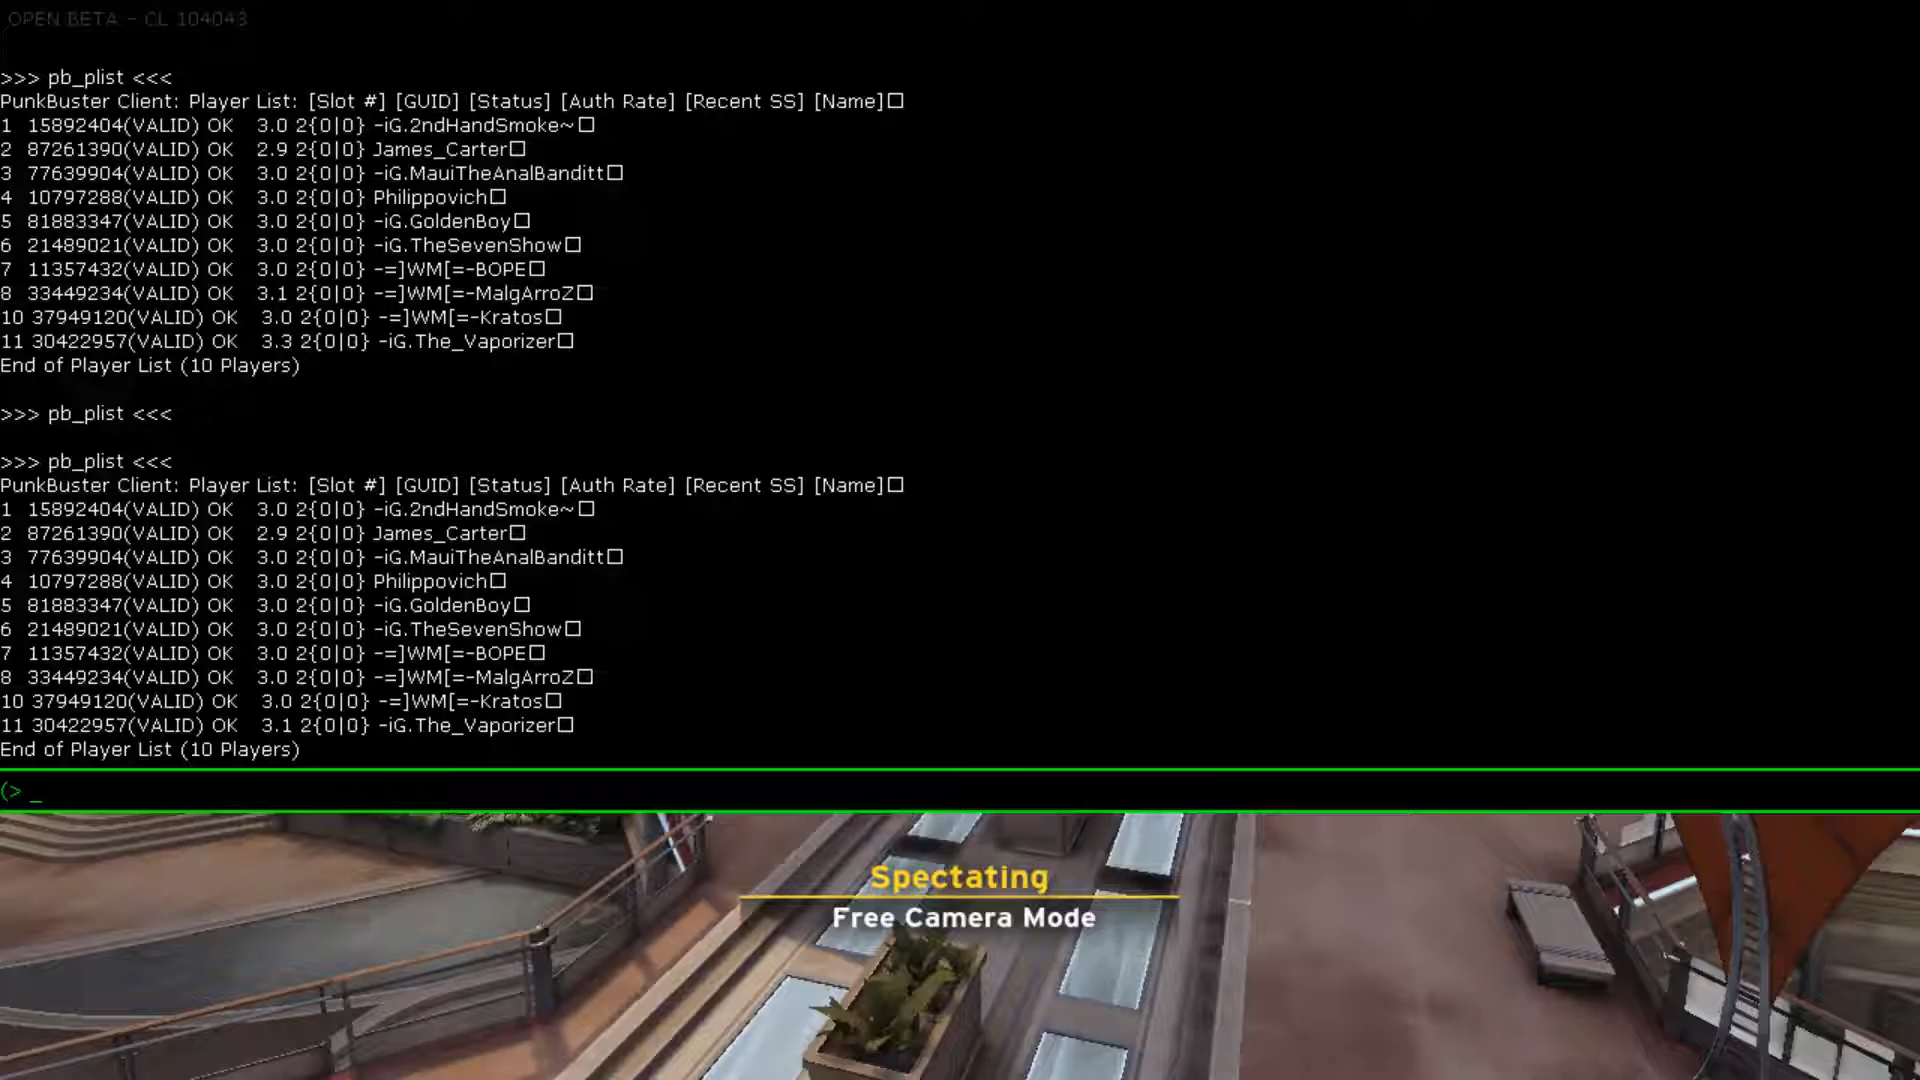 OPEN BETA - CL 104043
>>> pb_plist <<<
PunkBuster Client: Player List: [Slot #] [GUID] [Status] [Auth Rate] [Recent SS] [Name]□
1  15892404(VALID) OK   3.0 2{0|0} -iG.2ndHandSmoke~□
2  87261390(VALID) OK   2.9 2{0|0} James_Carter□
3  77639904(VALID) OK   3.0 2{0|0} -iG.MauiTheAnalBanditt□
4  10797288(VALID) OK   3.0 2{0|0} Philippovich□
5  81883347(VALID) OK   3.0 2{0|0} -iG.GoldenBoy□
6  21489021(VALID) OK   3.0 2{0|0} -iG.TheSevenShow□
7  11357432(VALID) OK   3.0 2{0|0} -=]WM[=-BOPE□
8  33449234(VALID) OK   3.1 2{0|0} -=]WM[=-MalgArroZ□
10 37949120(VALID) OK   3.0 2{0|0} -=]WM[=-Kratos□
11 30422957(VALID) OK   3.3 2{0|0} -iG.The_Vaporizer□
End of Player List (10 Players)
>>> pb_plist <<<
>>> pb_plist <<<
PunkBuster Client: Player List: [Slot #] [GUID] [Status] [Auth Rate] [Recent SS] [Name]□
1  15892404(VALID) OK   3.0 2{0|0} -iG.2ndHandSmoke~□
2  87261390(VALID) OK   2.9 2{0|0} James_Carter□
3  77639904(VALID) OK   3.0 2{0|0} -iG.MauiTheAnalBanditt□
4  10797288(VALID) OK   3.0 2{0|0} Philippovich□
5  81883347(VALID) OK   3.0 2{0|0} -iG.GoldenBoy□
6  21489021(VALID) OK   3.0 2{0|0} -iG.TheSevenShow□
7  11357432(VALID) OK   3.0 2{0|0} -=]WM[=-BOPE□
8  33449234(VALID) OK   3.0 2{0|0} -=]WM[=-MalgArroZ□
10 37949120(VALID) OK   3.0 2{0|0} -=]WM[=-Kratos□
11 30422957(VALID) OK   3.1 2{0|0} -iG.The_Vaporizer□
End of Player List (10 Players)
(> _
Spectating
Free Camera Mode